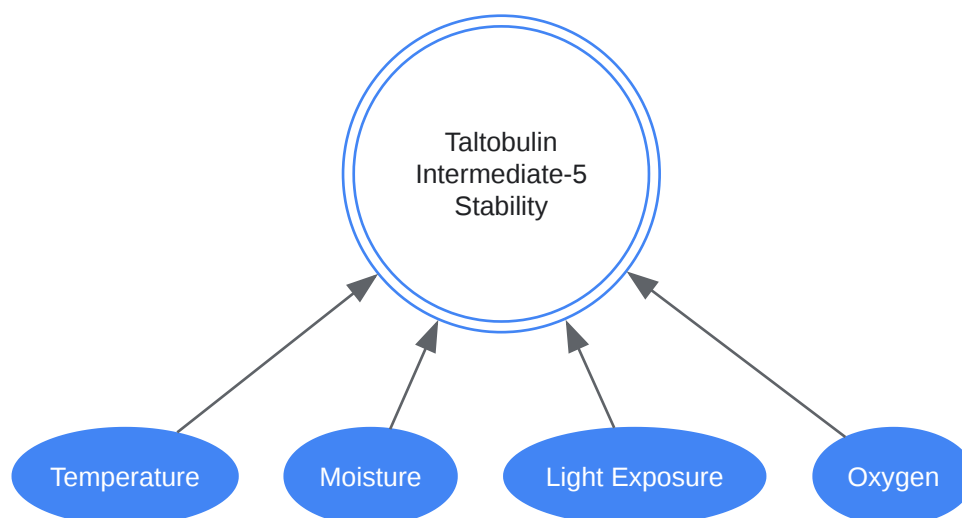 Taltobulin
Intermediate-5
Stability
Temperature
Moisture
Light Exposure
Oxygen